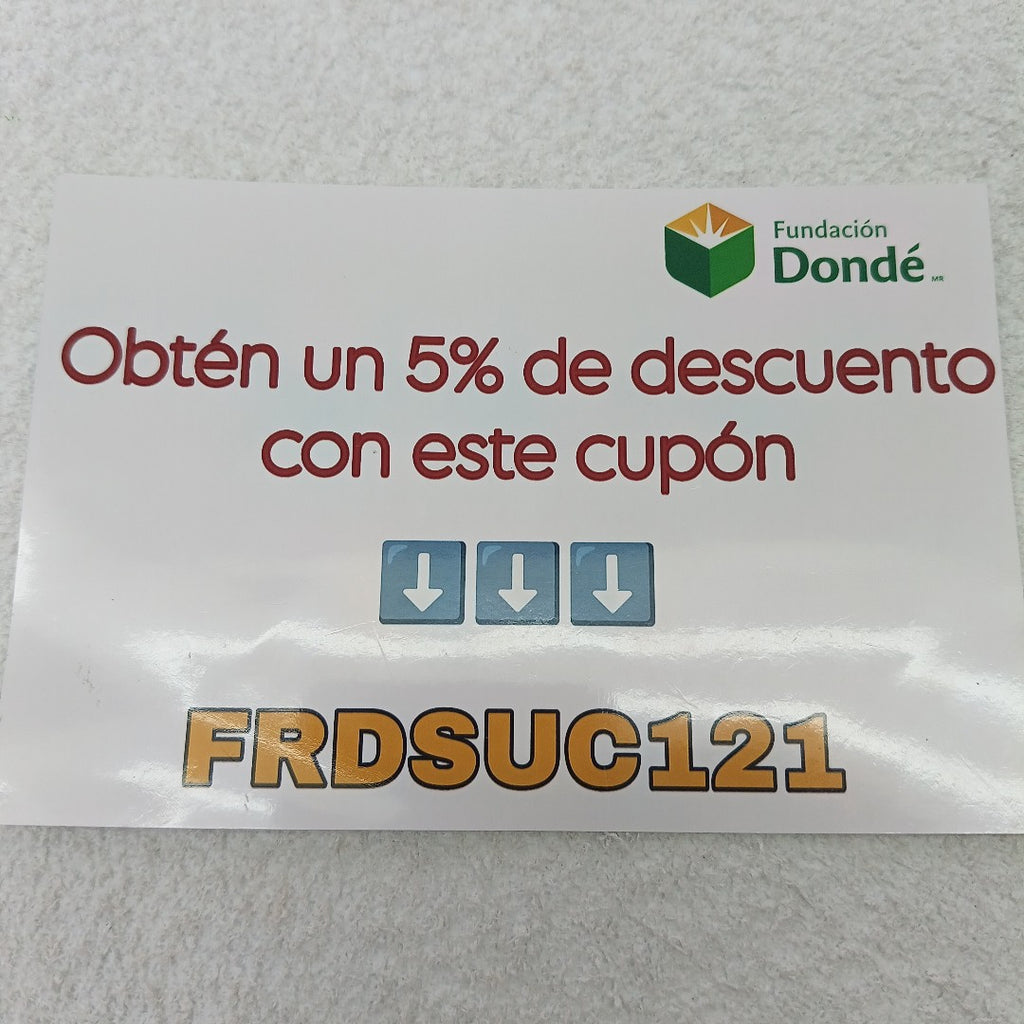 Fundación
Dondé MR
Obtén un 5% de descuento
con este cupón
FRDSUC121